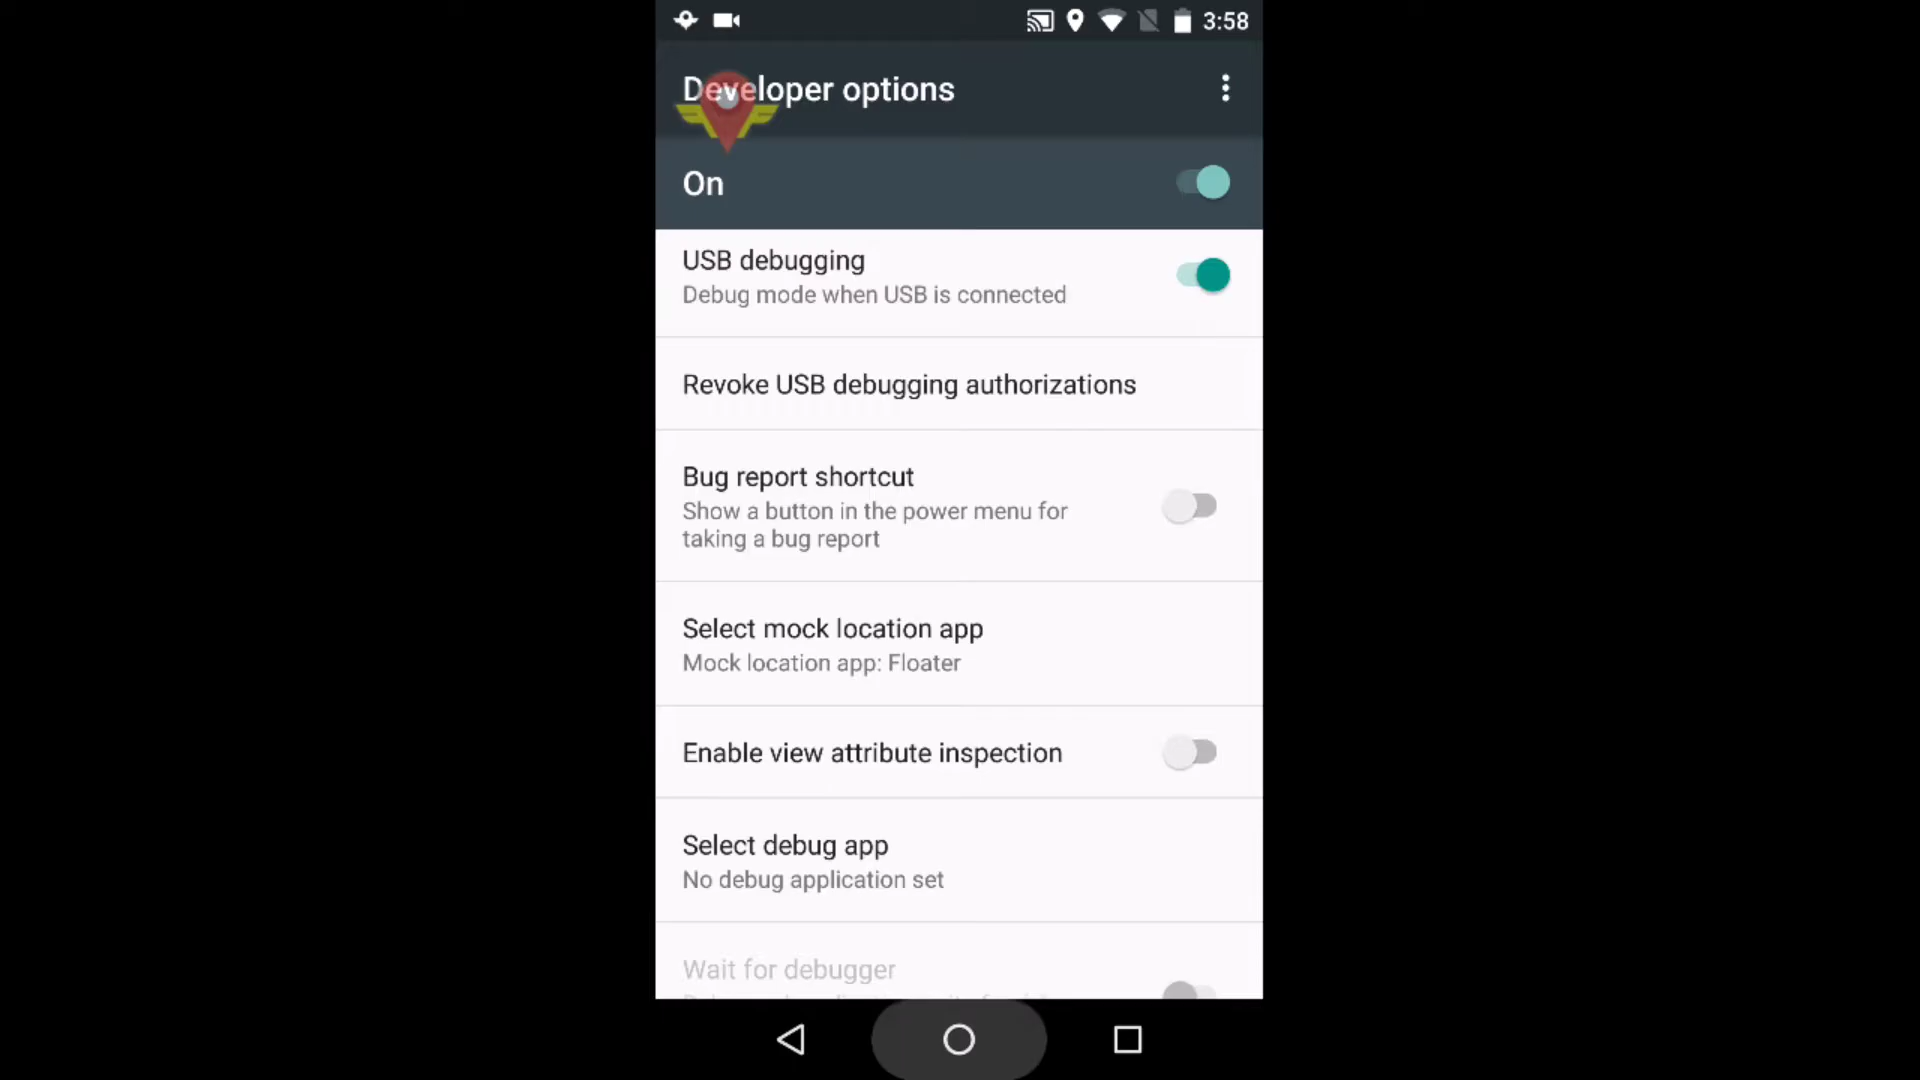 3:58
Developer options
On
USB debugging
Debug mode when USB is connected
Revoke USB debugging authorizations
Bug report shortcut
Show a button in the power menu for
taking a bug report
Select mock location app
Mock location app: Floater
Enable view attribute inspection
Select debug app
No debug application set
Wait for debugger